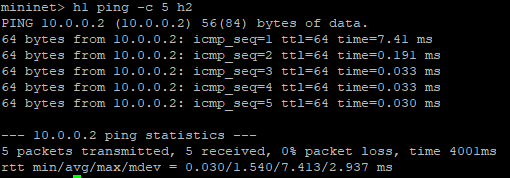 mininet> h1 ping -c 5 h2
PING 10.0.0.2 (10.0.0.2) 56(84) bytes of data.
64 bytes from 10.0.0.2: icmp_seq=1 ttl=64 time=7.41 ms
64 bytes from 10.0.0.2: icmp_seq=2 ttl=64 time=0.191 ms
64 bytes from 10.0.0.2: icmp_seq=3 ttl=64 time=0.033 ms
64 bytes from 10.0.0.2: icmp_seq=4 ttl=64 time=0.033 ms
64 bytes from 10.0.0.2: icmp_seq=5 ttl=64 time=0.030 ms
--- 10.0.0.2 ping statistics ---
5 packets transmitted, 5 received, 0% packet loss, time 4001ms
rtt min/avg/max/mdev = 0.030/1.540/7.413/2.937 ms